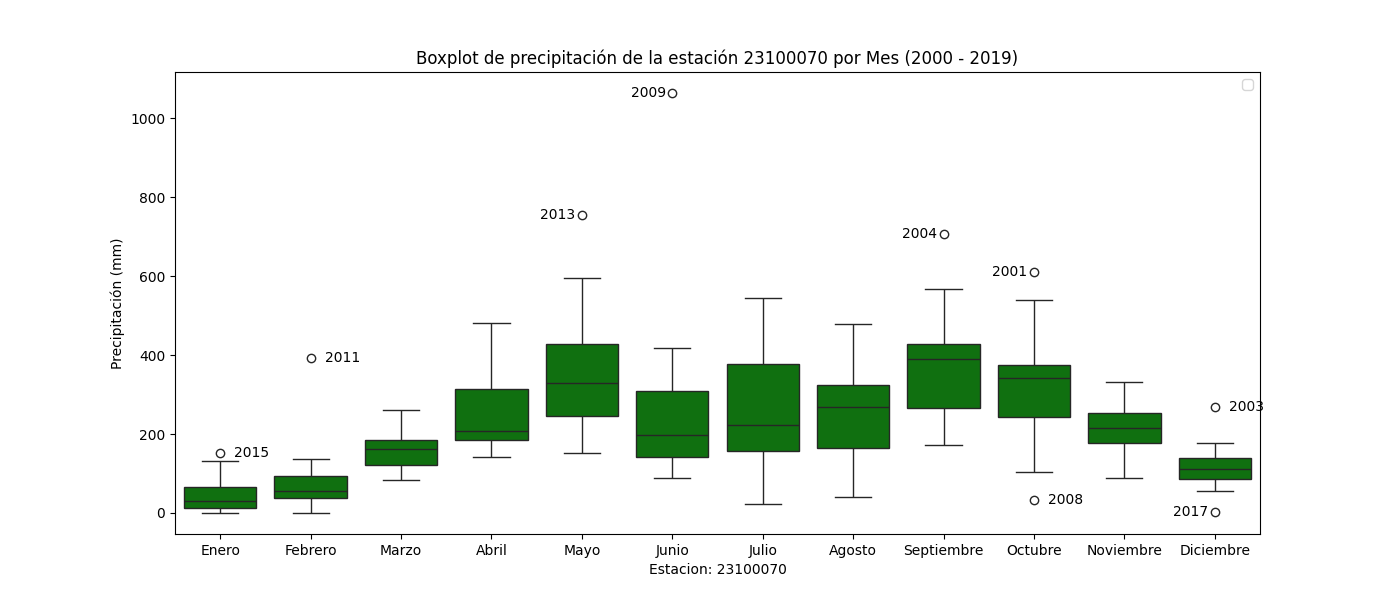 Boxplot de precipitación de la estación 23100070 por Mes (2000 - 2019)
Precipitación (mm)
1000
800
600
400
200
0
2015
2011
2013
2009
2004
2001
2008
2003
2017
Enero
Febrero
Marzo
Abril
Mayo
Junio
Julio
Agosto
Septiembre
Octubre
Noviembre
Diciembre
Estacion: 23100070